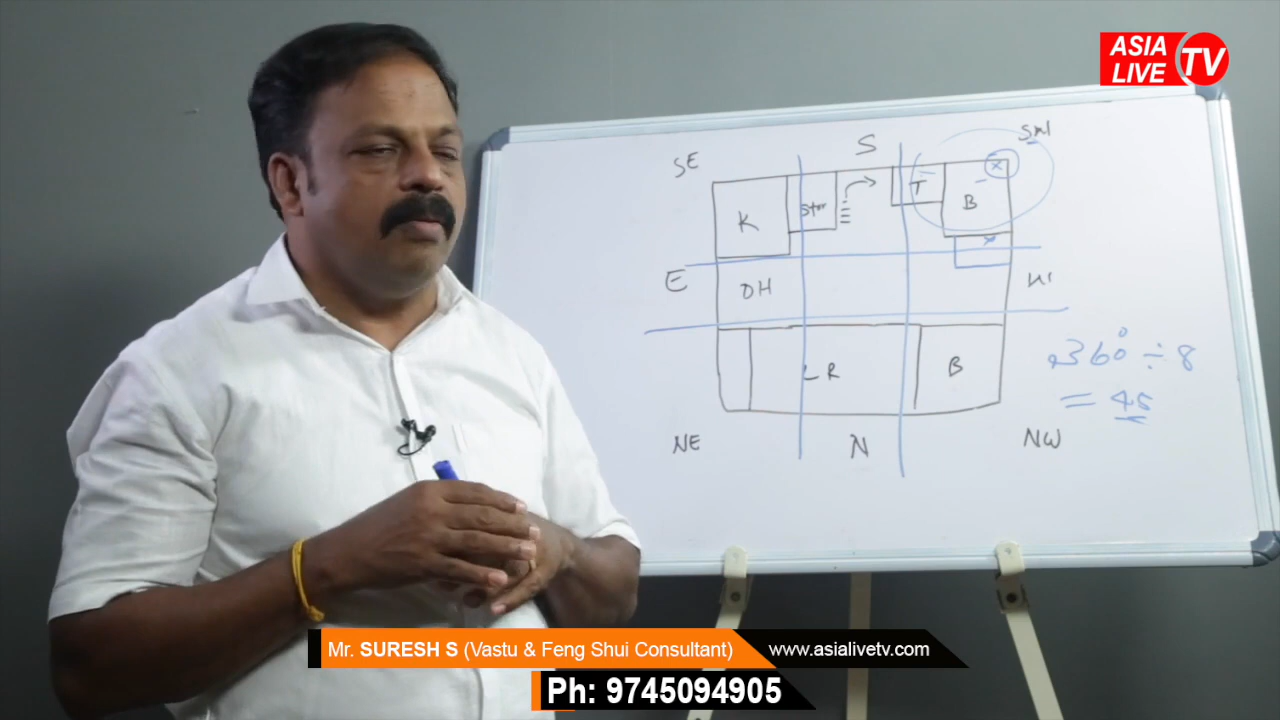 ASIA
LIVE TV
SE
S
SW
K
Stor
T
x
B
x
E
DH
W
360° ÷ 8
= 45
LR
B
NE
N
NW
Mr. SURESH S (Vastu & Feng Shui Consultant)
www.asialivetv.com
Ph: 9745094905